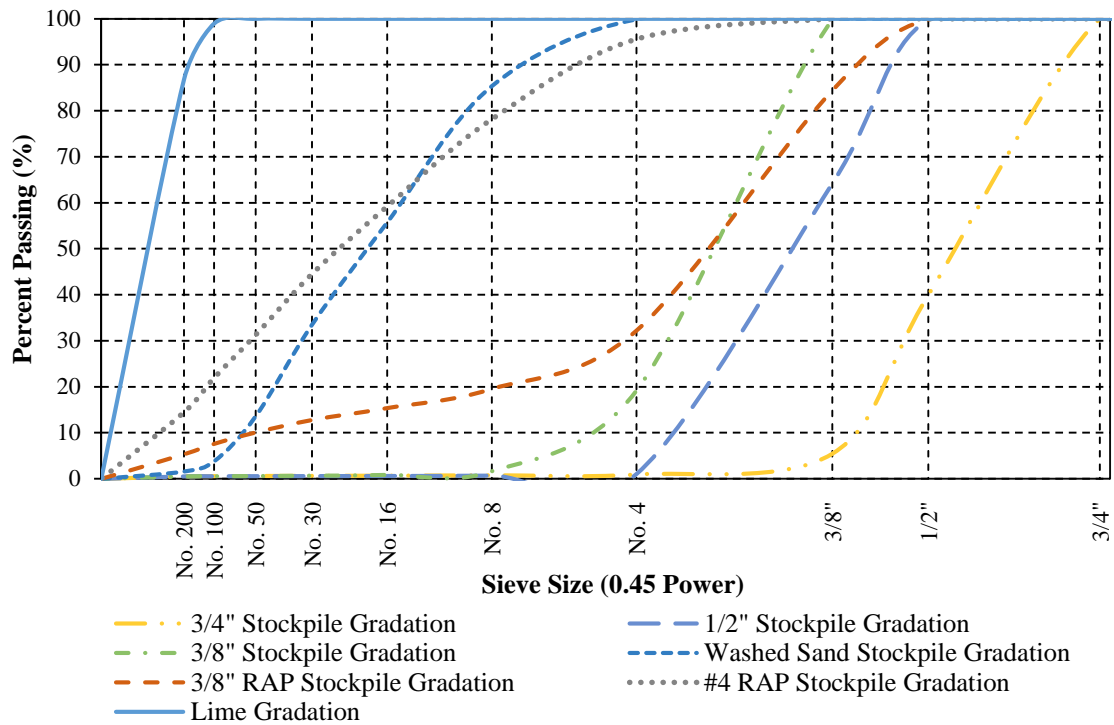 100
90
80
70
60
50
40
30
20
10
0
Percent Passing (%)
No. 200
No. 100
No. 50
No. 30
No. 16
No. 8
No. 4
3/8"
1/2"
3/4"
Sieve Size (0.45 Power)
3/4" Stockpile Gradation
1/2" Stockpile Gradation
3/8" Stockpile Gradation
Washed Sand Stockpile Gradation
3/8" RAP Stockpile Gradation
#4 RAP Stockpile Gradation
Lime Gradation